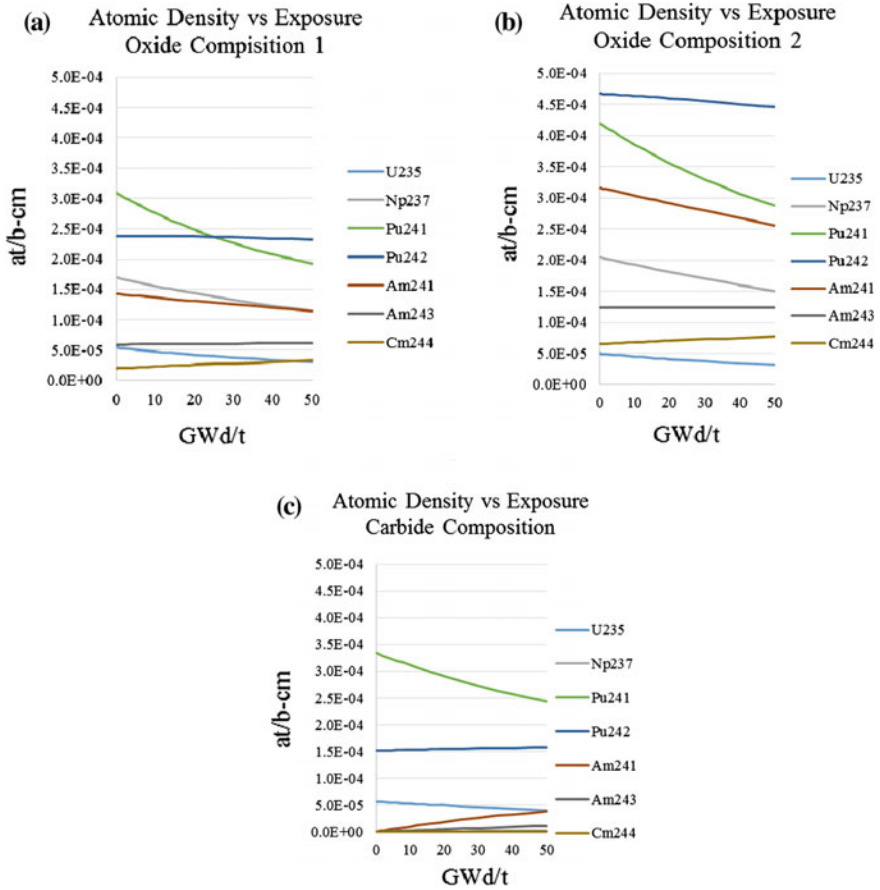 (a)
Atomic Density vs Exposure
Oxide Compisition 1
at/b-cm
5.0E-04
4.5E-04
4.0E-04
3.5E-04
3.0E-04
2.5E-04
2.0E-04
1.5E-04
1.0E-04
5.0E-05
0.0E+00
0 10 20 30 40 50
GWd/t
U235
Np237
Pu241
Pu242
Am241
Am243
Cm244
(b)
Atomic Density vs Exposure
Oxide Composition 2
at/b-cm
5.0E-04
4.5E-04
4.0E-04
3.5E-04
3.0E-04
2.5E-04
2.0E-04
1.5E-04
1.0E-04
5.0E-05
0.0E+00
0 10 20 30 40 50
GWd/t
U235
Np237
Pu241
Pu242
Am241
Am243
Cm244
(c)
Atomic Density vs Exposure
Carbide Composition
at/b-cm
5.0E-04
4.5E-04
4.0E-04
3.5E-04
3.0E-04
2.5E-04
2.0E-04
1.5E-04
1.0E-04
5.0E-05
0.0E+00
0 10 20 30 40 50
GWd/t
U235
Np237
Pu241
Pu242
Am241
Am243
Cm244